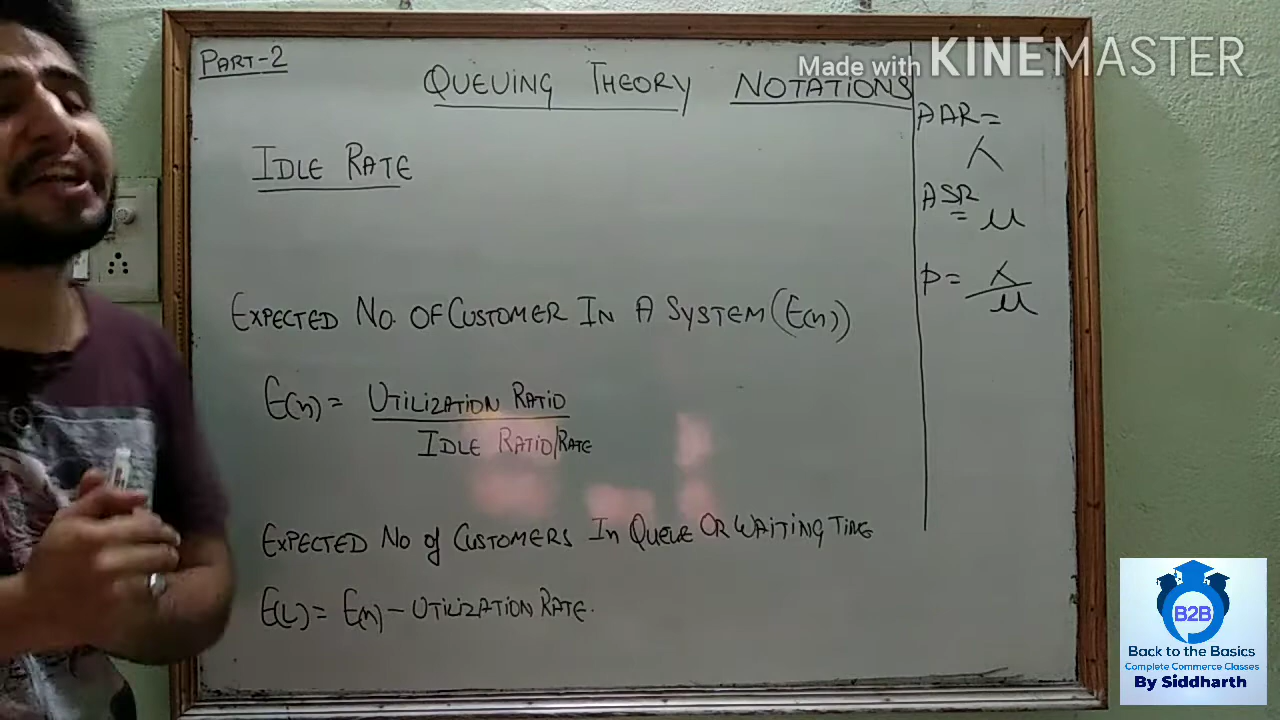 PART-2
QUEUING THEORY NOTATIONS
IDLE RATE
EXPECTED NO. OF CUSTOMER IN A SYSTEM (E(n))
E(n) = UTILIZATION RATIO
IDLE RATIO/RATE
EXPECTED NO of CUSTOMERS In QUEUE OR WAITING TIME
E(L) = E(n) - UTILIZATION RATE.
AAR =
λ
ASR
= μ
P = λ
μ
Made with KINEMASTER
B2B
Back to the Basics
Complete Commerce Classes
By Siddharth